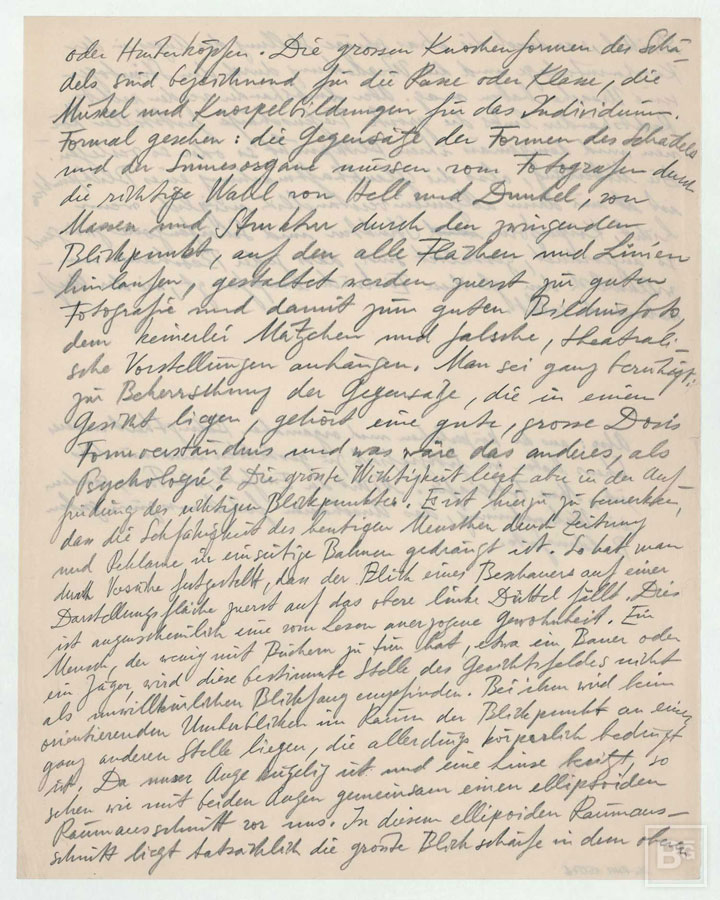 oder Hinterköpfen. Die grossen Knochenformen des Schä-
dels sind bezeichnend für die Rasse oder Klasse, die
Muskel und Knorpelbildungen für das Individuum.
Formal gesehen: die Gegensätze der Formen des Schädels
und der Sinnesorgane müssen vom Fotografen durch
die richtige Wahl von Hell und Dunkel, von
Massen und Struktur durch den zwingenden
Blickpunkt, auf den alle Flächen und Linien
hinlaufen, gestaltet werden zuerst zur guten
Fotografie und damit zum guten Bildnisfoto,
dem keinerlei Mätzchen und falsche, theatrali-
sche Vorstellungen anhängen. Man sei ganz beruhigt:
zur Beherrschung der Gegensätze, die in einem
Gesicht liegen, gehört eine gute, grosse Dosis
Formverständnis und was wäre das anderes, als
Psychologie? Die grösste Wichtigkeit liegt aber in der Auf-
findung des richtigen Blickpunktes. Es ist hierzu zu bemerken,
dass die Sehfähigkeit des heutigen Menschen durch Zeitung
und Reklame in einseitige Bahnen gedrängt ist. So hat man
durch Versuche festgestellt, dass der Blick eines Beschauers auf einer
Darstellungsfläche zuerst auf das obere linke Drittel fällt. Dies
ist augenscheinlich eine vom Lesen anerzogene Gewohnheit. Ein
Mensch, der wenig mit Büchern zu tun hat, etwa ein Bauer oder
ein Jäger, wird diese bestimmte Stelle des Gesichtsfeldes nicht
als unwillkürlichen Blickfang empfinden. Bei ihm wird beim
orientierenden Umherblicken im Raum der Blickpunkt an einer
ganz anderen Stelle liegen, die allerdings körperlich bedingt
ist. Da unser Auge kugelig ist und eine Linse besitzt, so
sehen wir mit beiden Augen gemeinsam einen ellipsoiden
Raumausschnitt vor uns. In diesem ellipsoiden Raumaus-
schnitt liegt tatsächlich die grösste Blickschärfe in dem oberen
BG